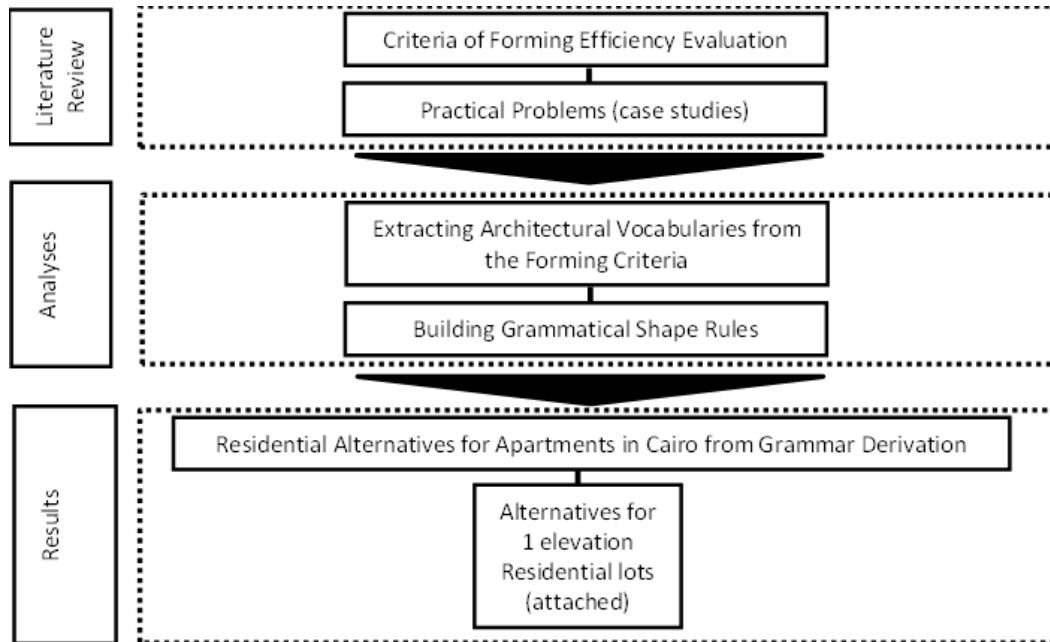 Literature
Review
Criteria of Forming Efficiency Evaluation
Practical Problems (case studies)
Analyses
Extracting Architectural Vocabularies from
the Forming Criteria
Building Grammatical Shape Rules
Results
Residential Alternatives for Apartments in Cairo from Grammar Derivation
Alternatives for
1 elevation
Residential lots
(attached)